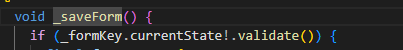 void _saveForm() {
if (_formKey.currentState!.validate()) {